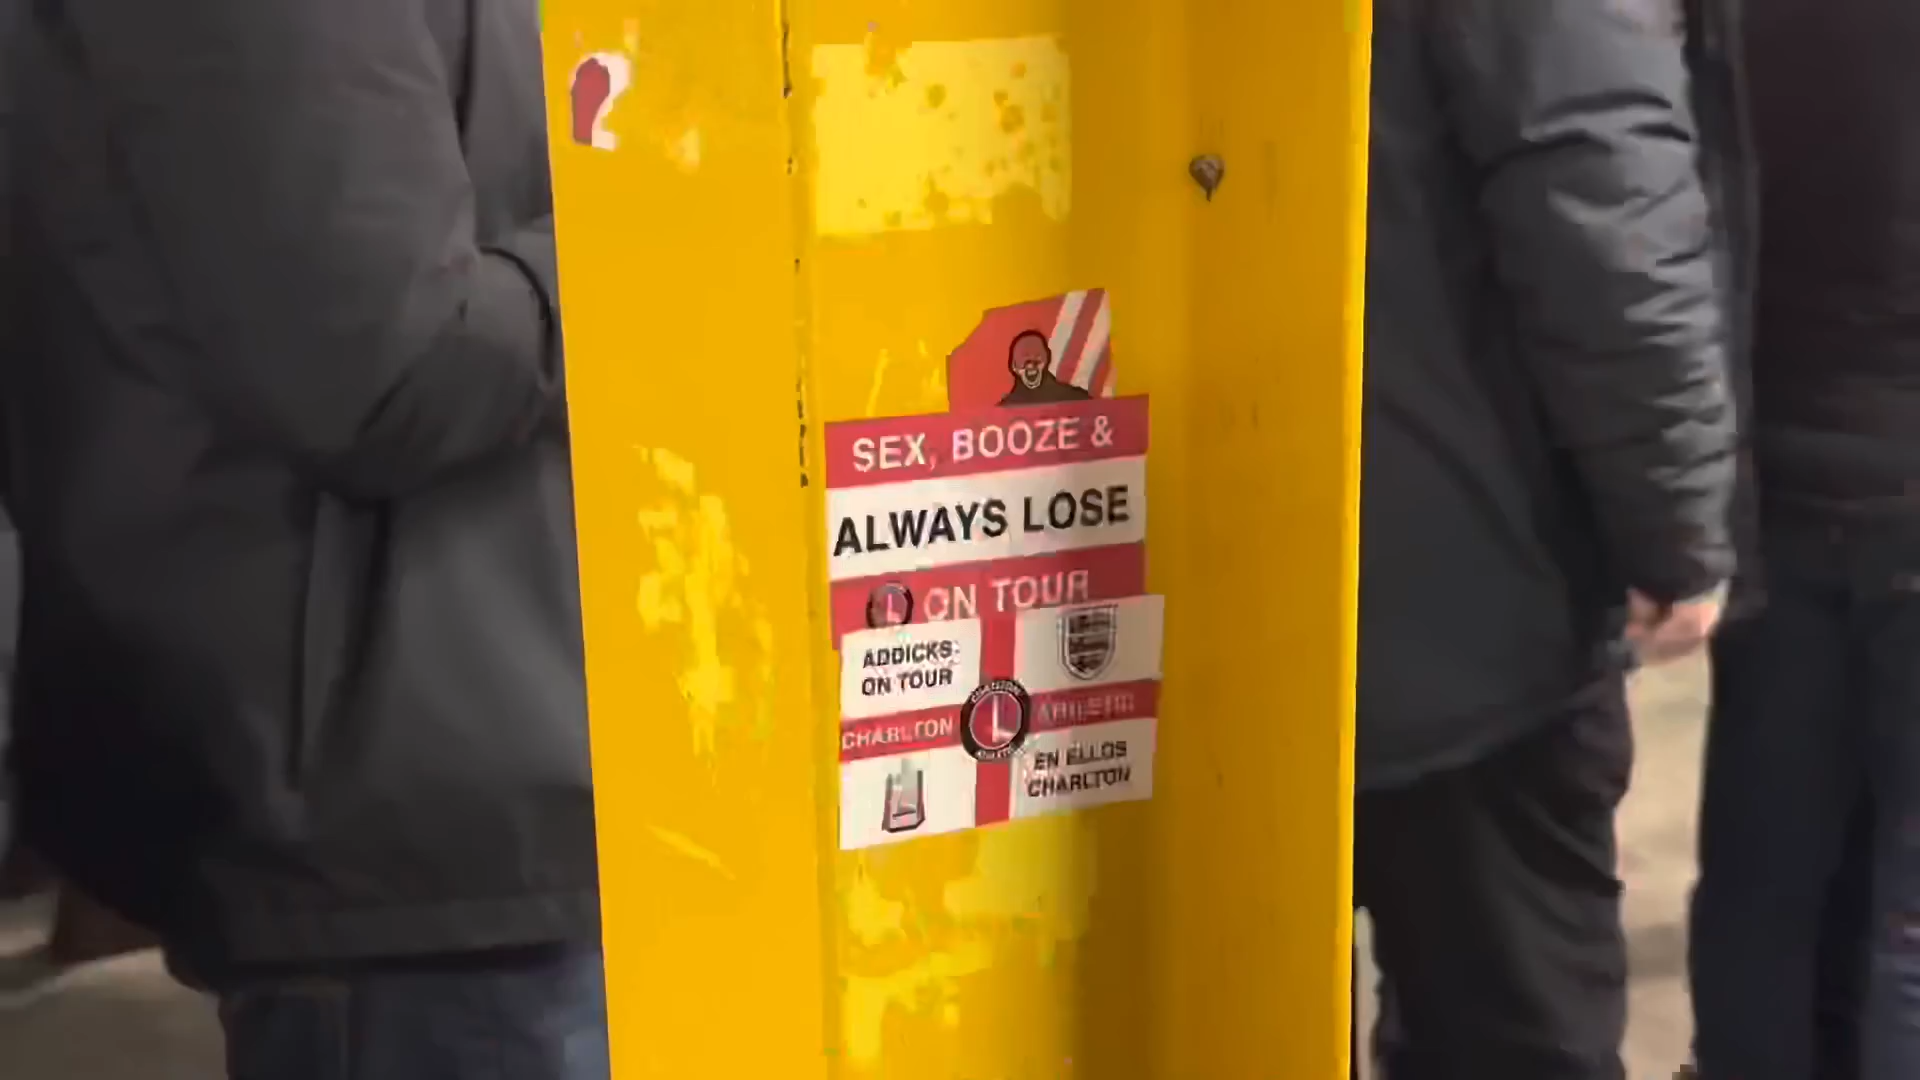 SEX, BOOZE &
ALWAYS LOSE
ON TOUR
ADDICKS
ON TOUR
CHARLTON
EN ELLOS
CHARLTON